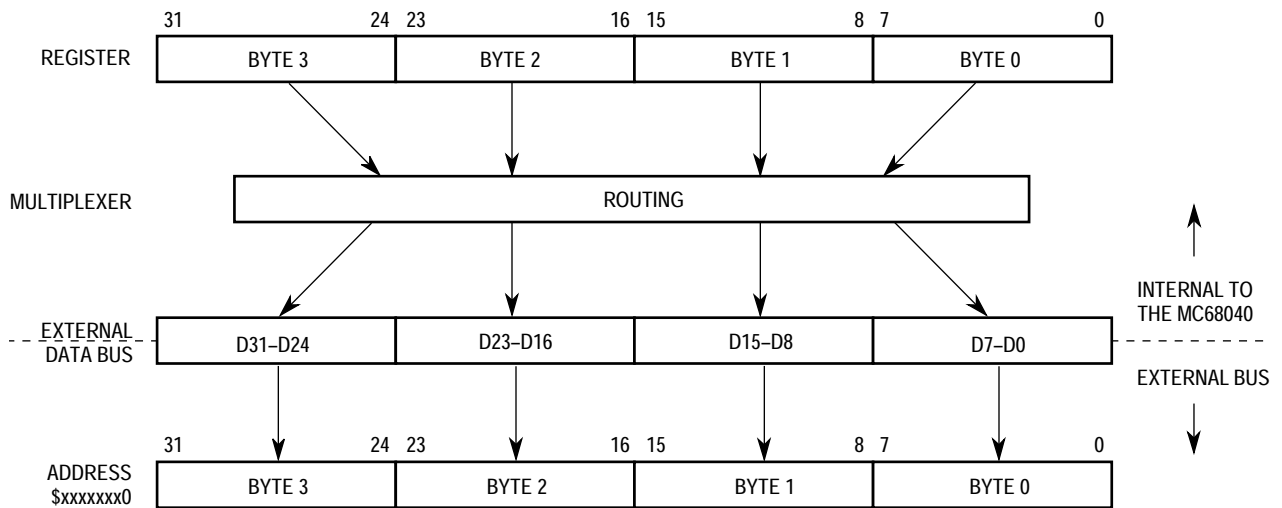 31 24 23 16 15 8 7 0
REGISTER BYTE 3 BYTE 2 BYTE 1 BYTE 0
MULTIPLEXER ROUTING
INTERNAL TO
THE MC68040
EXTERNAL
DATA BUS
D31–D24 D23–D16 D15–D8 D7–D0
EXTERNAL BUS
31 24 23 16 15 8 7 0
ADDRESS
$xxxxxxx0
BYTE 3 BYTE 2 BYTE 1 BYTE 0